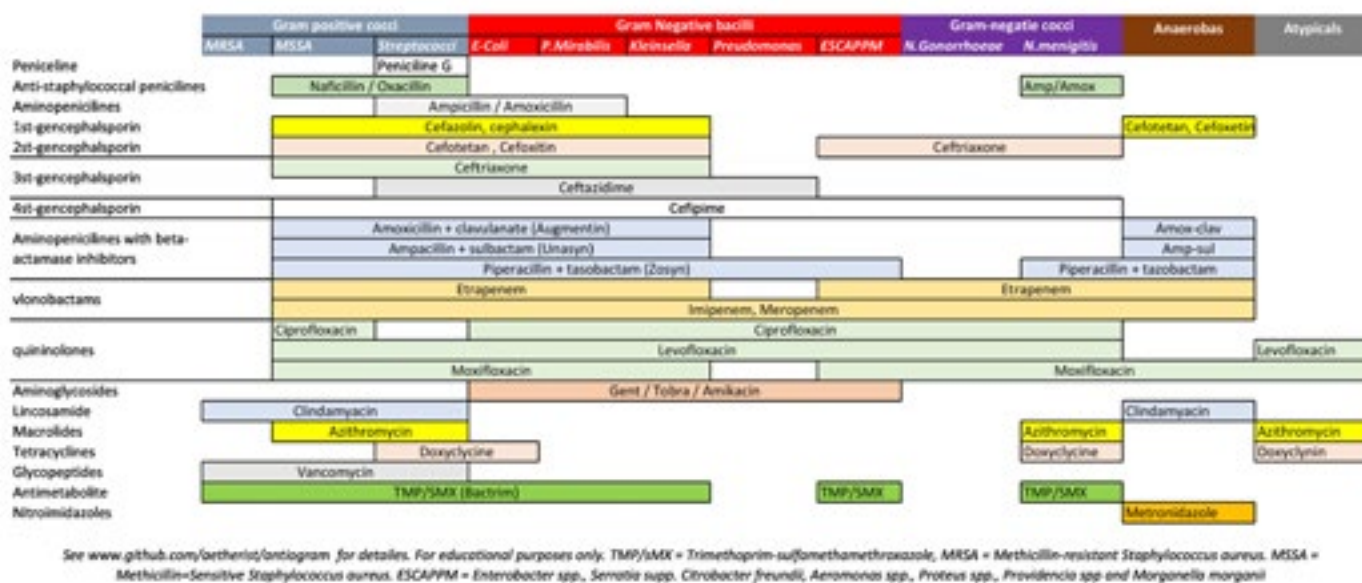 Gram positive cocci Gram Negative bacilli Gram-negatie cocci Anaerobas Atypicals
MRSA MSSA Streptococci E-Coli P.Mirabilis Kleinsella Preudomonas ESCAPPM N.Gonorrhoeae N.menigitis
Peniceline Peniciline G
Anti-staphylococcal penicilines Naficillin / Oxacillin Amp/Amox
Aminopenicilines Ampicillin / Amoxicillin
1st-gencephalsporin Cefazolin, cephalexin Cefotetan, Cefoxetin
2st-gencephalsporin Cefotetan , Cefoxitin Ceftriaxone
3st-gencephalsporin Ceftriaxone
Ceftazidime
4st-gencephalsporin Cefipime
Aminopenicillines with beta-actamase inhibitors Amoxicillin + clavulanate (Augmentin) Amox-clav
Ampacillin + sulbactam (Unasyn) Amp-sul
Piperacillin + tasobactam (Zosyn) Piperacillin + tazobactam
vlonobactams Etrapenem Etrapenem
Imipenem, Meropenem
quininolones Ciprofloxacin Ciprofloxacin
Levofloxacin Levofloxacin
Moxifloxacin Moxifloxacin
Aminoglycosides Gent / Tobra / Amikacin
Lincosamide Clindamyacin Clindamyacin
Macrolides Azithromycin Azithromycin Azithromycin
Tetracyclines Doxyclycine Doxyclycine Doxyclynin
Glycopeptides Vancomycin
Antimetabolite TMP/SMX (Bactrim) TMP/SMX TMP/SMX
Nitroimidazoles Metronidazole
See www.github.com/aetherist/antiogram for detailes. For educational purposes only. TMP/sMX = Trimethoprim-sulfamethamethroxazole, MRSA = Methicillin-resistant Staphylococcus aureus. MSSA =
Methicillin=Sensitive Staphylococcus aureus. ESCAPPM = Enterobacter spp., Serratia supp. Citrobacter freundii, Aeromonas spp., Proteus spp., Providencia spp and Morganella morganii